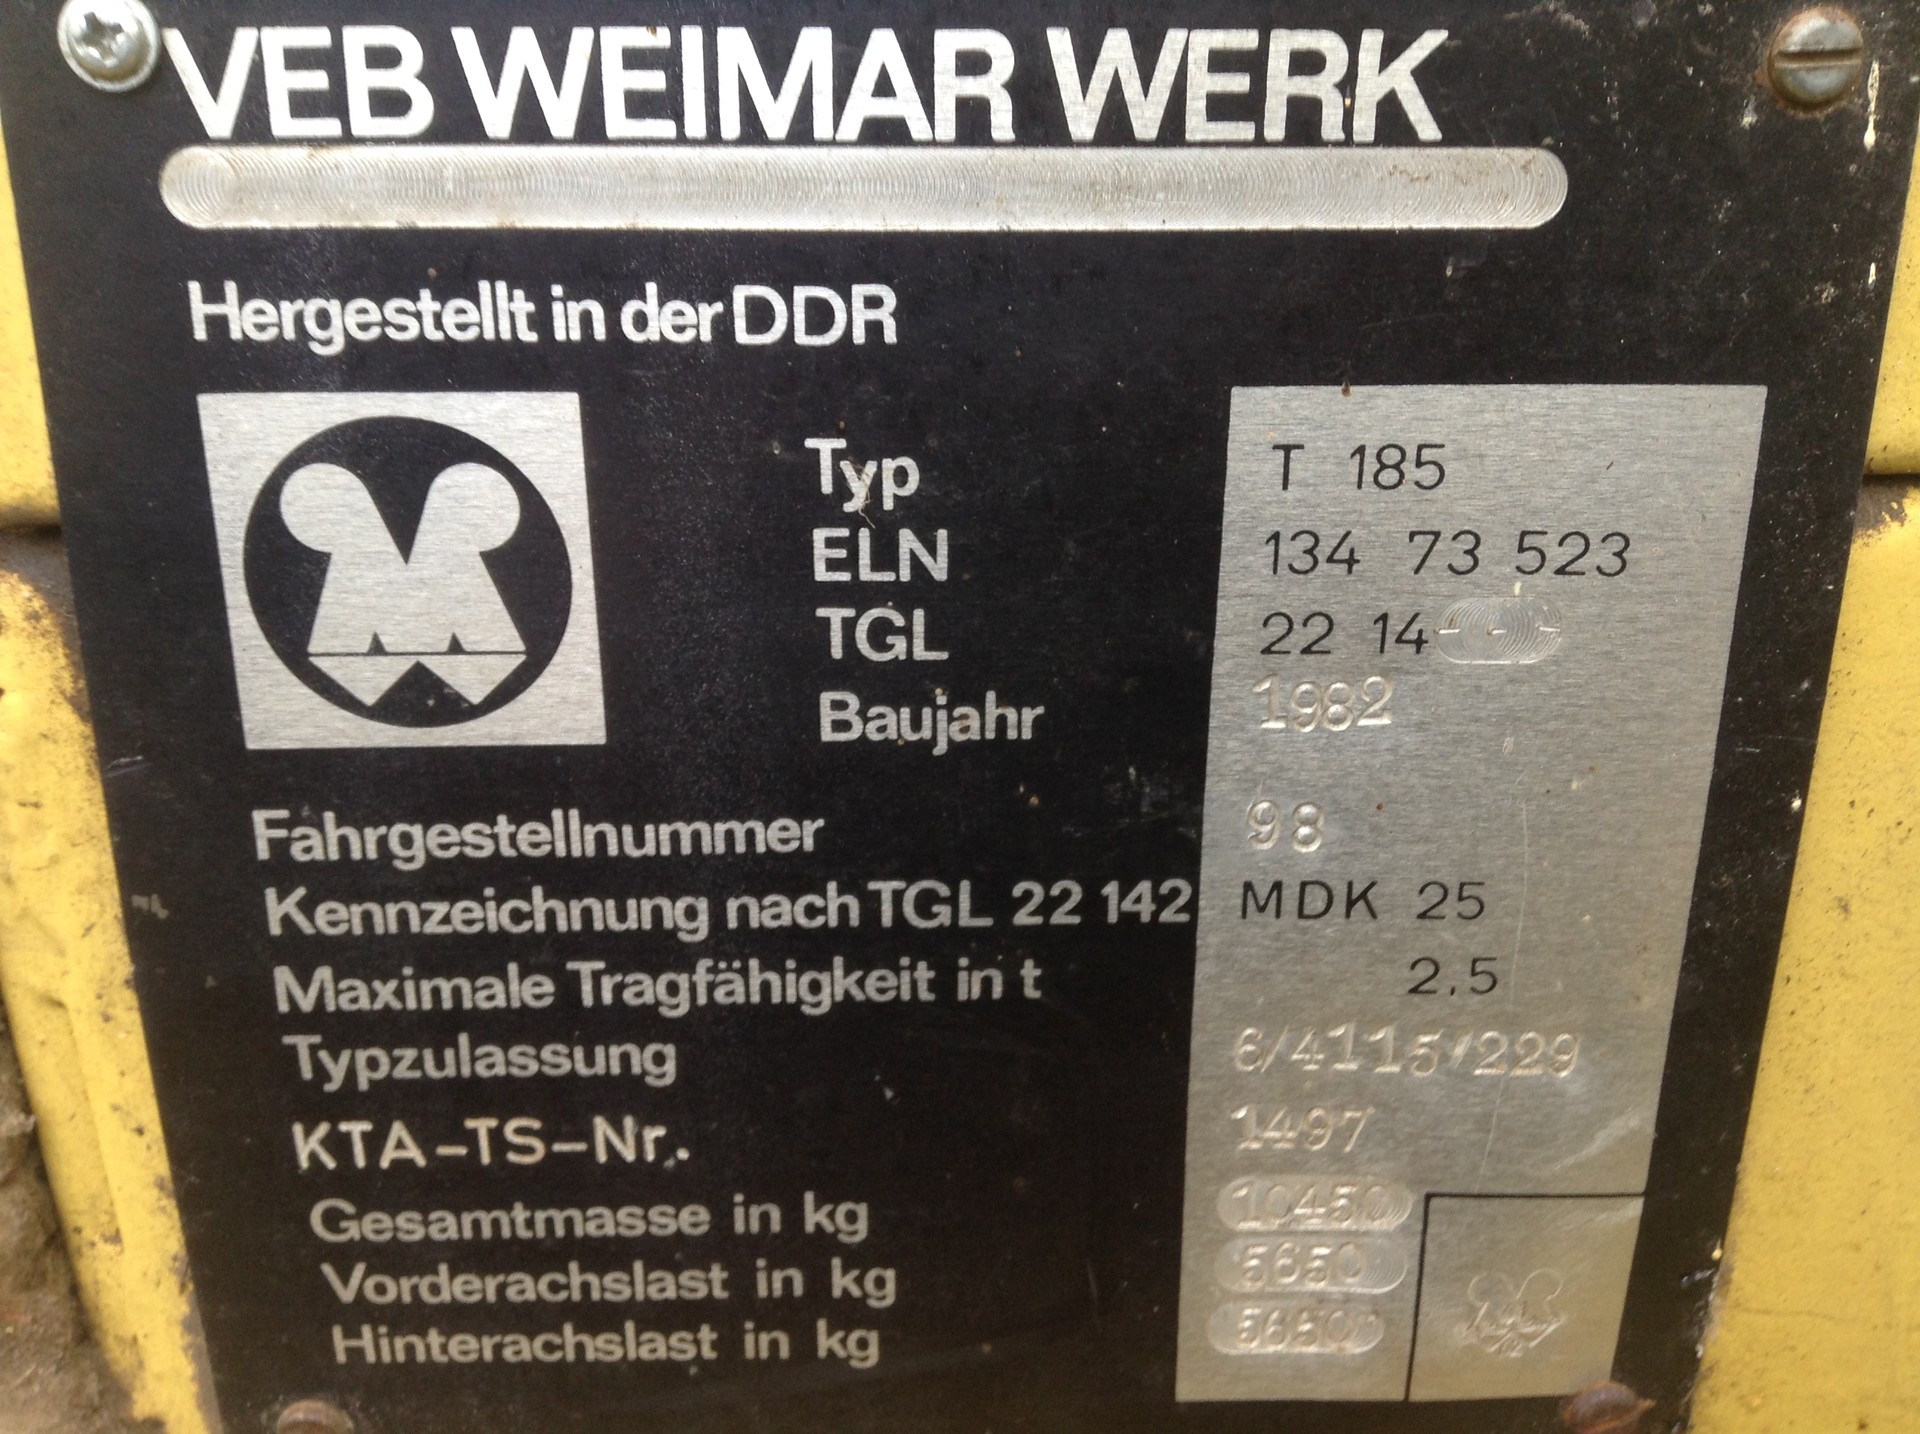 VEB WEIMAR WERK
Hergestellt in der DDR
Typ T 185
ELN 134 73 523
TGL 22 14
Baujahr 1982
Fahrgestellnummer 98
Kennzeichnung nach TGL 22 142 MDK 25
Maximale Tragfähigkeit in t 2.5
Typzulassung 6/4115/229
KTA-TS-Nr. 1497
Gesamtmasse in kg 10450
Vorderachslast in kg 5650
Hinterachslast in kg 5650